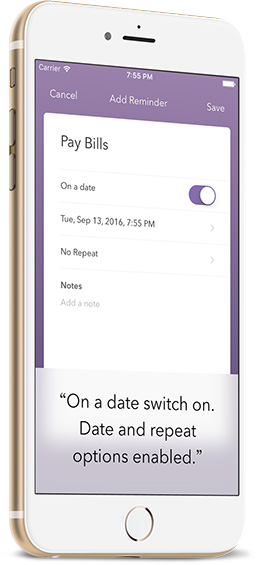 Carrier 7:55 PM
Cancel Add Reminder Save
Pay Bills
On a date
Tue, Sep 13, 2016, 7:55 PM
No Repeat
Notes
Add a note
“On a date switch on.
Date and repeat
options enabled.”